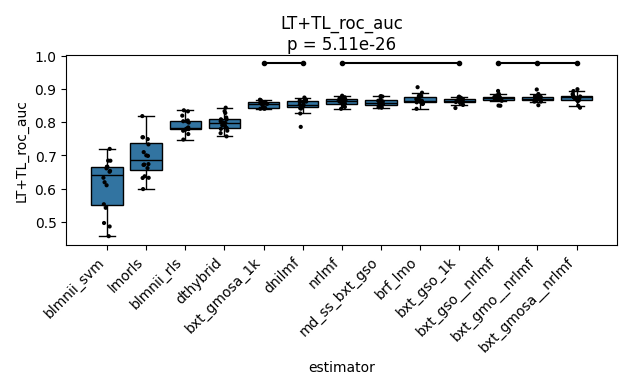 LT+TL_roc_auc
p = 5.11e-26
LT+TL_roc_auc
1.0
0.9
0.8
0.7
0.6
0.5
blmnii_svm
lmorls
blmnii_rls
dthybrid
bxt_gmosa_1k
dnilmf
nrlmf
md_ss_bxt_gso
brf_lmo
bxt_gso_1k
bxt_gso__nrlmf
bxt_gmo__nrlmf
bxt_gmosa__nrlmf
estimator